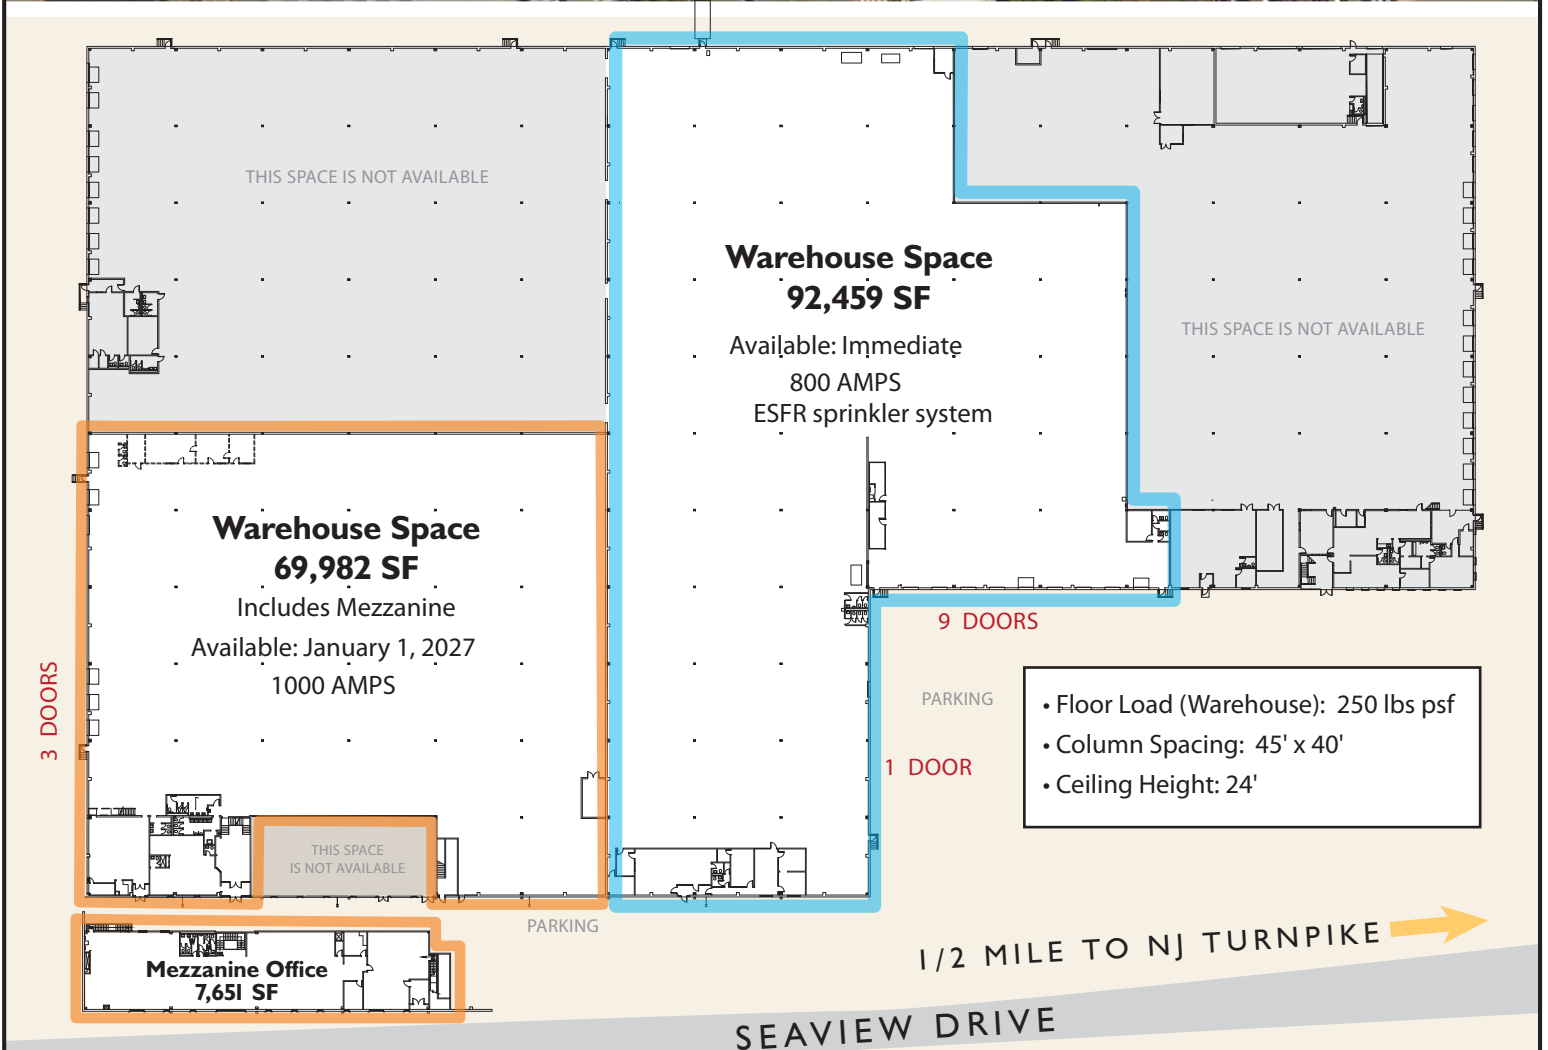 THIS SPACE IS NOT AVAILABLE
Warehouse Space
92,459 SF
Available: Immediate
800 AMPS
ESFR sprinkler system
THIS SPACE IS NOT AVAILABLE
Warehouse Space
69,982 SF
Includes Mezzanine
Available: January 1, 2027
1000 AMPS
3 DOORS
9 DOORS
PARKING
1 DOOR
• Floor Load (Warehouse): 250 lbs psf
• Column Spacing: 45' x 40'
• Ceiling Height: 24'
THIS SPACE
IS NOT AVAILABLE
PARKING
Mezzanine Office
7,651 SF
1/2 MILE TO NJ TURNPIKE
SEAVIEW DRIVE